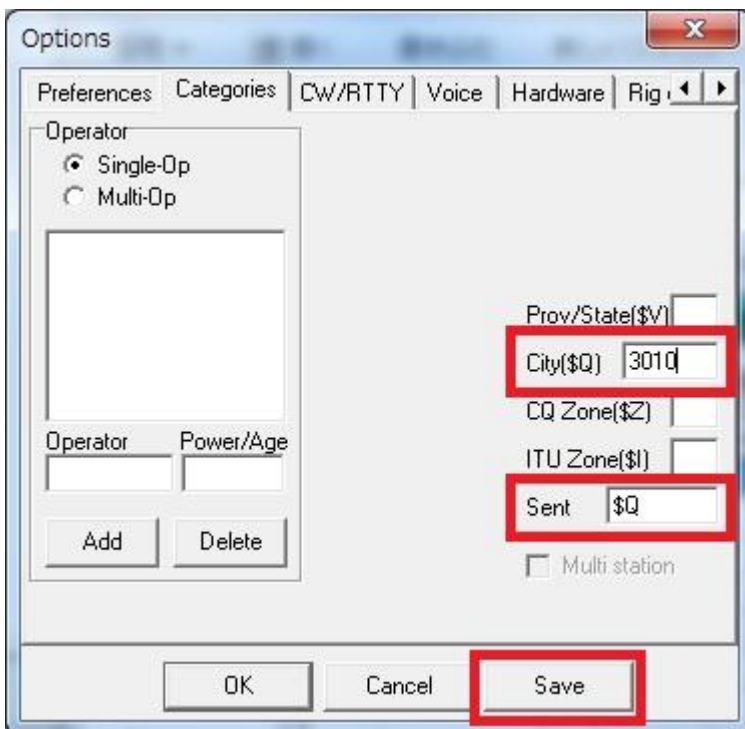 Options
Preferences Categories CW/RTTY Voice Hardware Rig
Operator
Single-Op
Multi-Op
Prov/State($V)
City($Q) 3010
CQ Zone($Z)
Operator Power/Age
ITU Zone($I)
Sent $Q
Add Delete
Multi station
OK Cancel Save